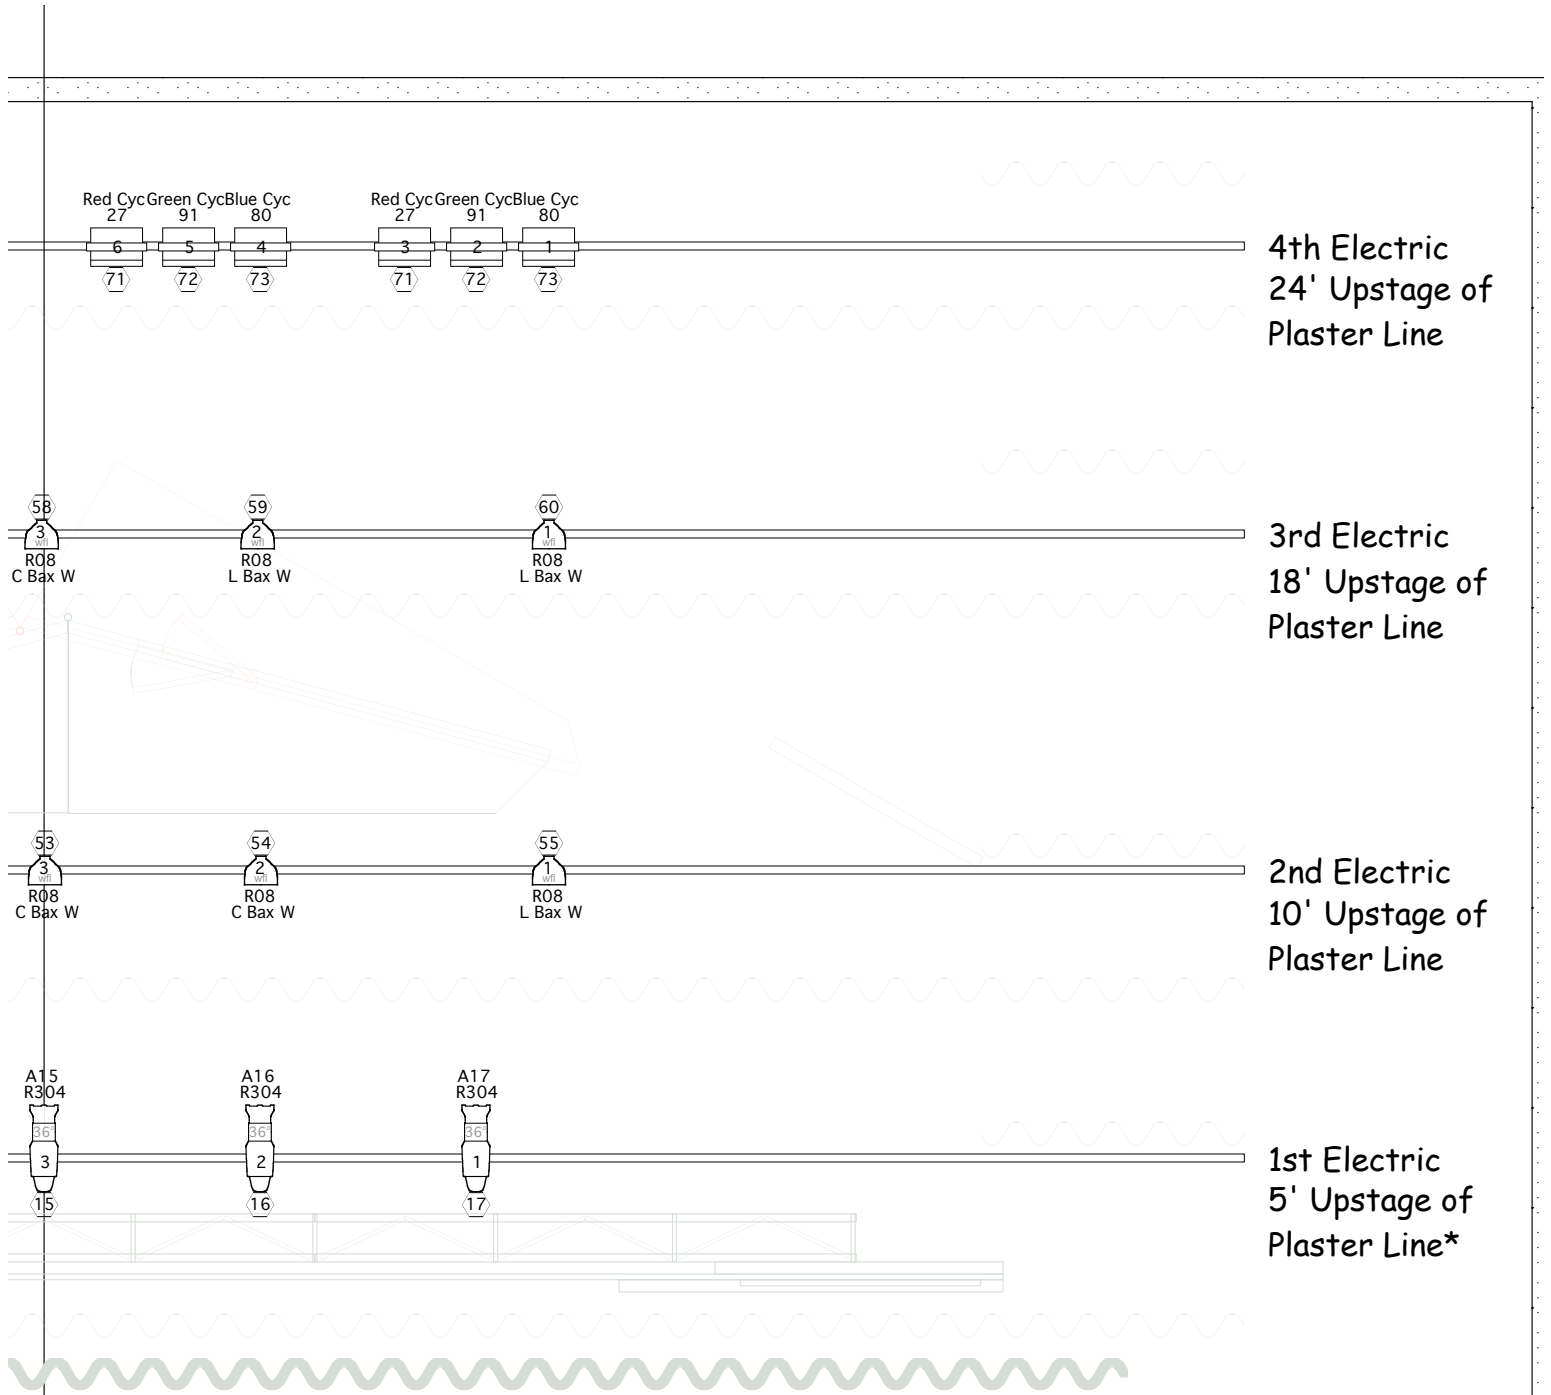 Red Cyc Green Cyc Blue Cyc Red Cyc Green Cyc Blue Cyc
27 91 80 27 91 80
6 5 4 3 2 1
71 72 73 71 72 73
4th Electric
24' Upstage of
Plaster Line
58 59 60
3 2 1
wfl wfl wfl
R08 R08 R08
C Bax W L Bax W L Bax W
3rd Electric
18' Upstage of
Plaster Line
53 54 55
3 2 1
wfl wfl wfl
R08 R08 R08
C Bax W C Bax W L Bax W
2nd Electric
10' Upstage of
Plaster Line
A15 A16 A17
R304 R304 R304
36° 36° 36°
3 2 1
15 16 17
1st Electric
5' Upstage of
Plaster Line*